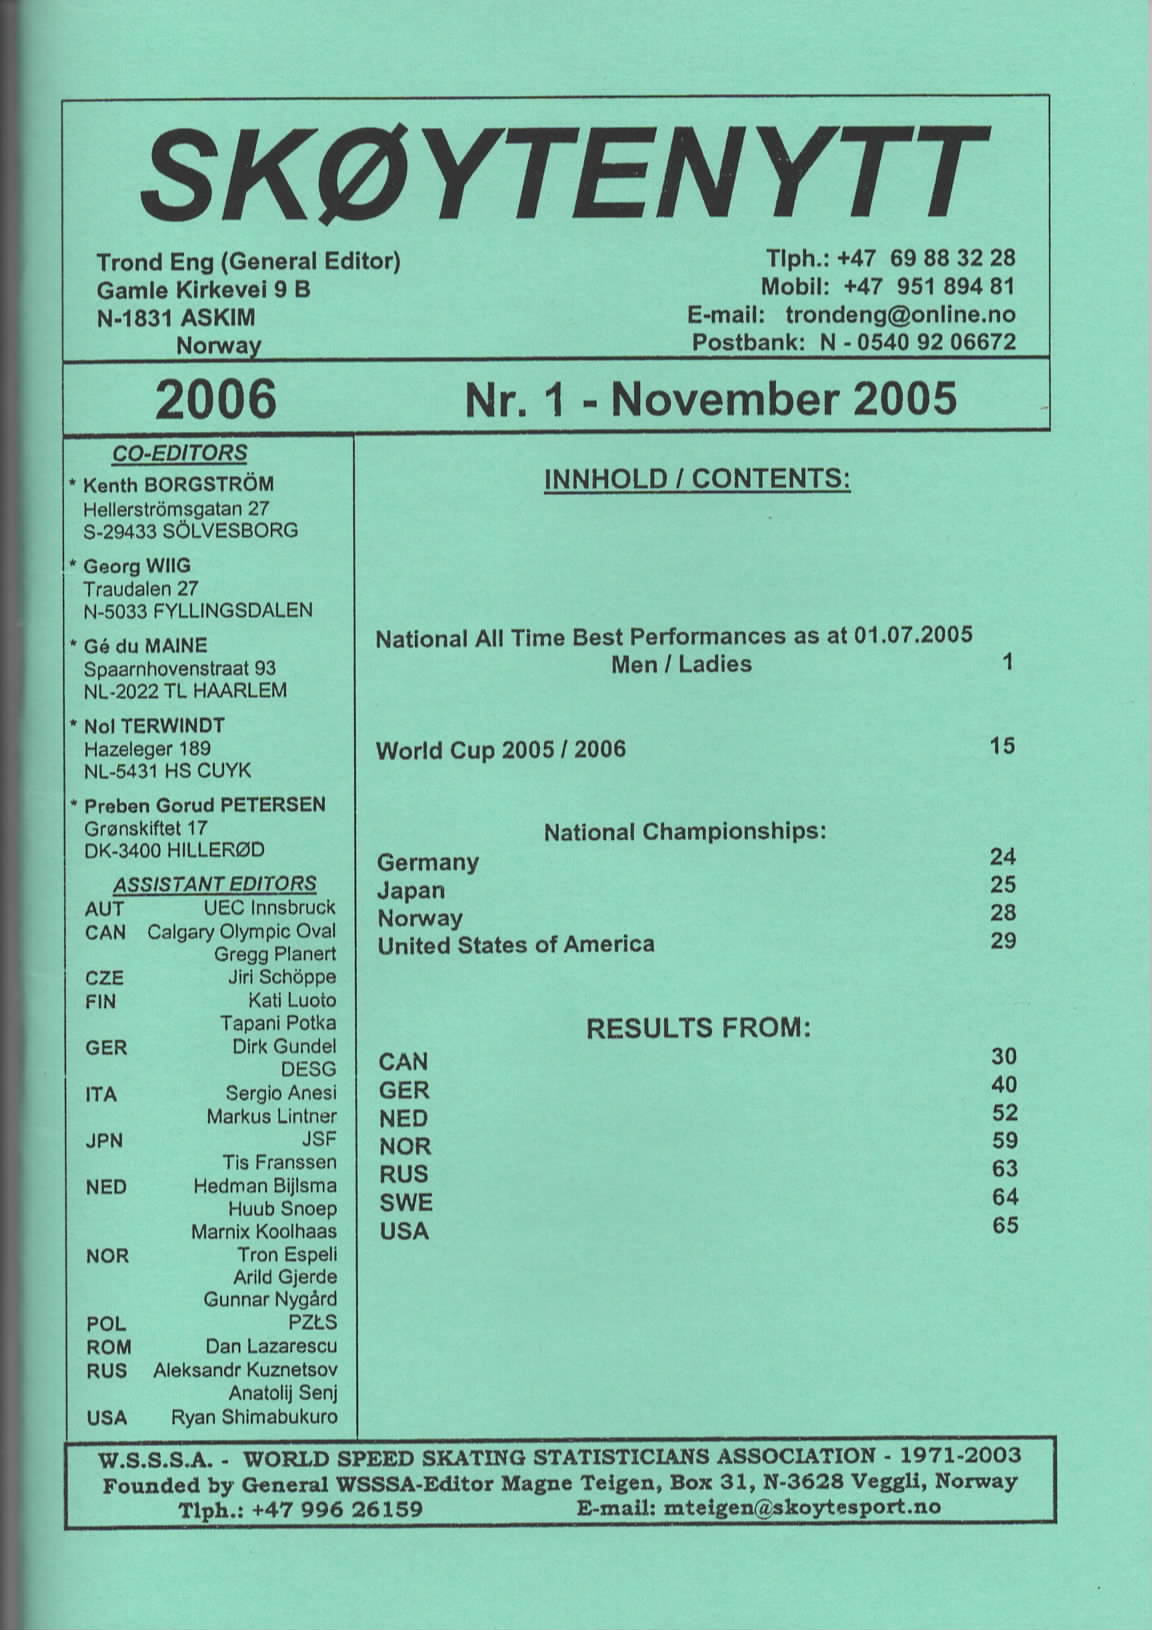 SKØYTENYTT
Trond Eng (General Editor)
Gamle Kirkevei 9 B
N-1831 ASKIM
Norway
Tlph.: +47 69 88 32 28
Mobil: +47 951 894 81
E-mail: trondeng@online.no
Postbank: N - 0540 92 06672
2006 Nr. 1 - November 2005
CO-EDITORS
* Kenth BORGSTRÖM
Hellerströmsgatan 27
S-29433 SÖLVESBORG
* Georg WIIG
Traudalen 27
N-5033 FYLLINGSDALEN
* Gé du MAINE
Spaarnhovenstraat 93
NL-2022 TL HAARLEM
* Nol TERWINDT
Hazeleger 189
NL-5431 HS CUYK
* Preben Gorud PETERSEN
Grønskiftet 17
DK-3400 HILLERØD
ASSISTANT EDITORS
AUT UEC Innsbruck
CAN Calgary Olympic Oval
Gregg Planert
CZE Jiri Schöppe
FIN Kati Luoto
Tapani Potka
GER Dirk Gundel
DESG
ITA Sergio Anesi
Markus Lintner
JPN JSF
Tis Franssen
NED Hedman Bijlsma
Huub Snoep
Marnix Koolhaas
NOR Tron Espeli
Arild Gjerde
Gunnar Nygård
POL PZŁS
ROM Dan Lazarescu
RUS Aleksandr Kuznetsov
Anatolij Senj
USA Ryan Shimabukuro
INNHOLD / CONTENTS:
National All Time Best Performances as at 01.07.2005
Men / Ladies 1
World Cup 2005 / 2006 15
National Championships:
Germany 24
Japan 25
Norway 28
United States of America 29
RESULTS FROM:
CAN 30
GER 40
NED 52
NOR 59
RUS 63
SWE 64
USA 65
W.S.S.S.A. - WORLD SPEED SKATING STATISTICIANS ASSOCIATION - 1971-2003
Founded by General WSSSA-Editor Magne Teigen, Box 31, N-3628 Veggli, Norway
Tlph.: +47 996 26159 E-mail: mteigen@skoytesport.no